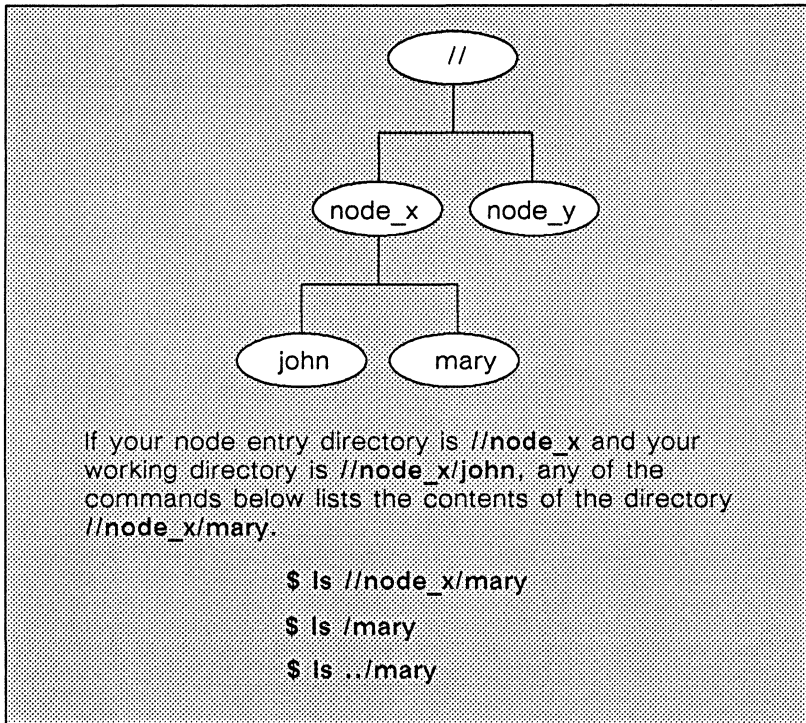 //
node_x node_y
john mary
If your node entry directory is //node_x and your
working directory is //node_x/john, any of the
commands below lists the contents of the directory
//node_x/mary.
$ ls //node_x/mary
$ ls /mary
$ ls ../mary